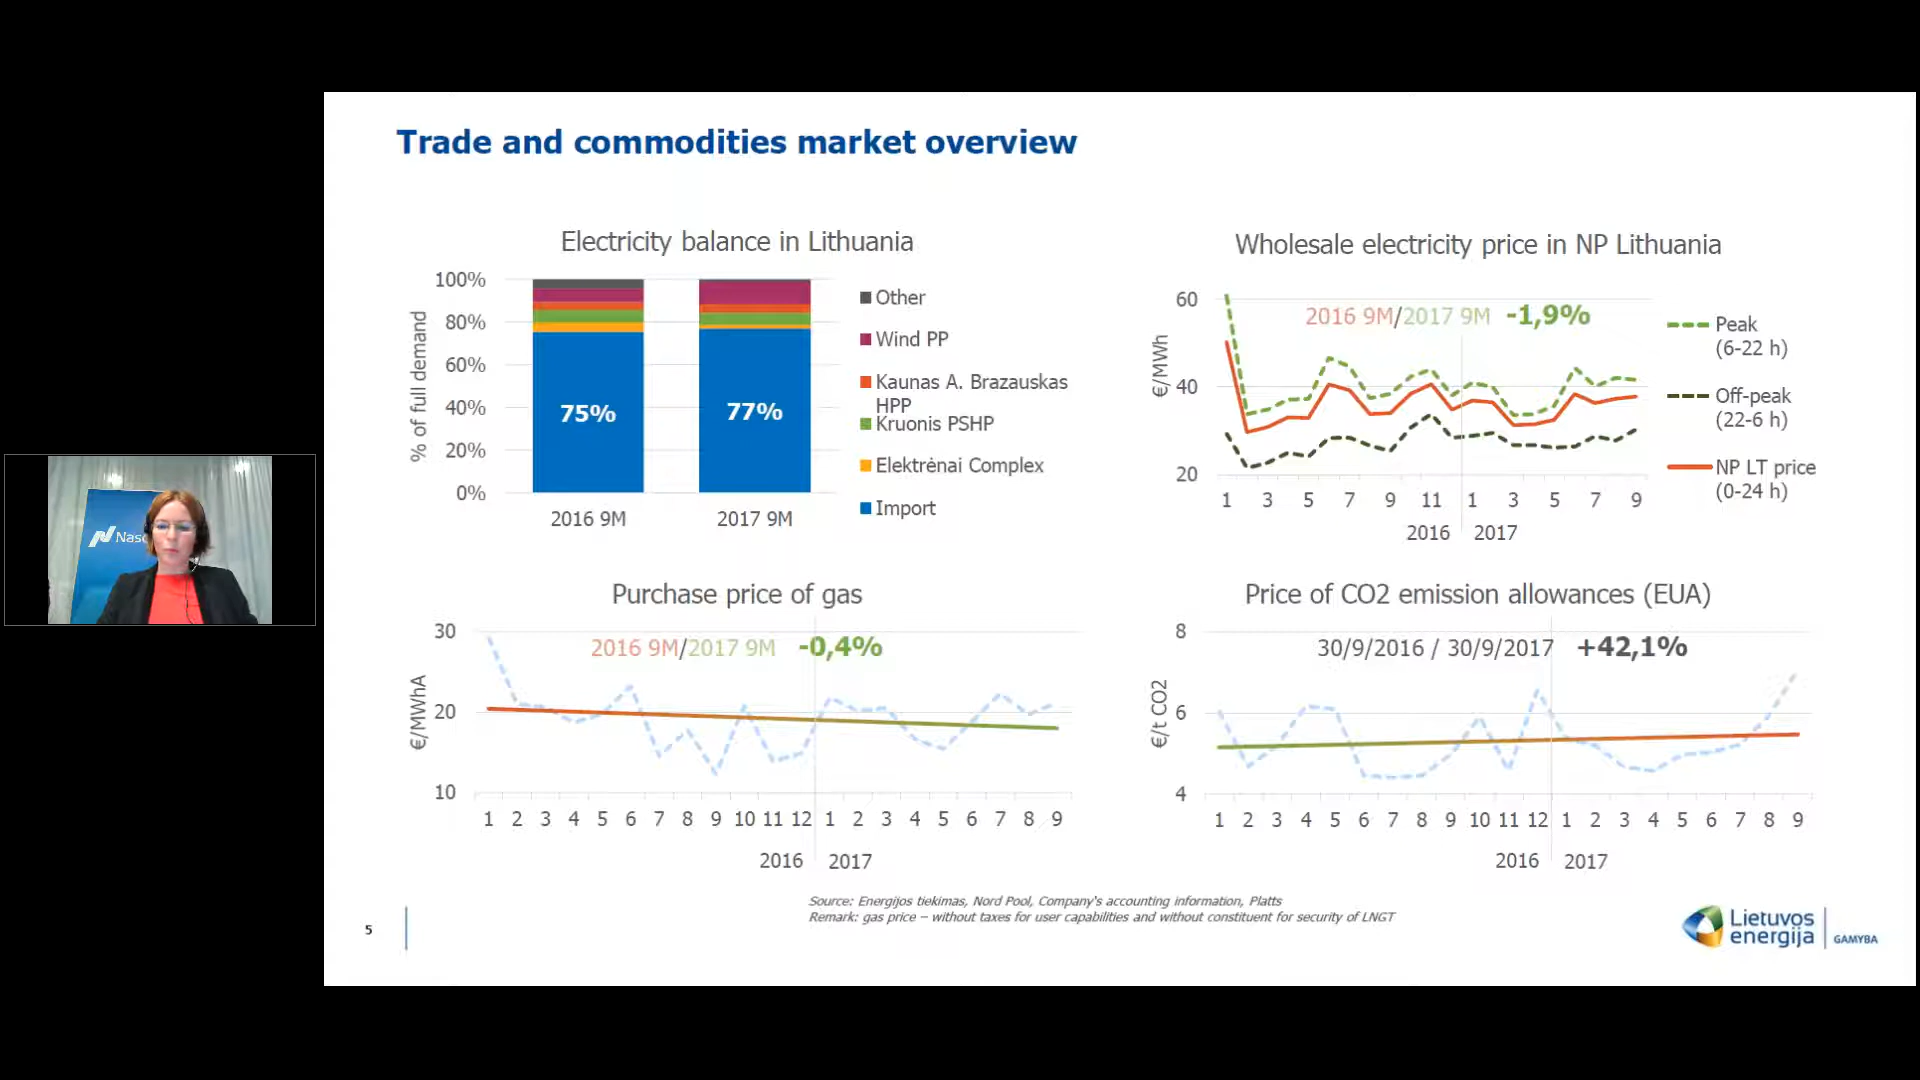 Trade and commodities market overview
Electricity balance in Lithuania
% of full demand
100%
80%
60%
40%
20%
0%
75%
77%
2016 9M
2017 9M
Other
Wind PP
Kaunas A. Brazauskas
HPP
Kruonis PSHP
Elektrėnai Complex
Import
Wholesale electricity price in NP Lithuania
€/MWh
60
40
20
2016 9M/2017 9M -1,9%
1 3 5 7 9 11 1 3 5 7 9
2016 2017
Peak
(6-22 h)
Off-peak
(22-6 h)
NP LT price
(0-24 h)
Nasd
Purchase price of gas
€/MWhA
30
20
10
2016 9M/2017 9M -0,4%
1 2 3 4 5 6 7 8 9 10 11 12 1 2 3 4 5 6 7 8 9
2016 2017
Price of CO2 emission allowances (EUA)
€/t CO2
8
6
4
30/9/2016 / 30/9/2017 +42,1%
1 2 3 4 5 6 7 8 9 10 11 12 1 2 3 4 5 6 7 8 9
2016 2017
Source: Energijos tiekimas, Nord Pool, Company's accounting information, Platts
Remark: gas price – without taxes for user capabilities and without constituent for security of LNGT
5
Lietuvos
energija
GAMYBA